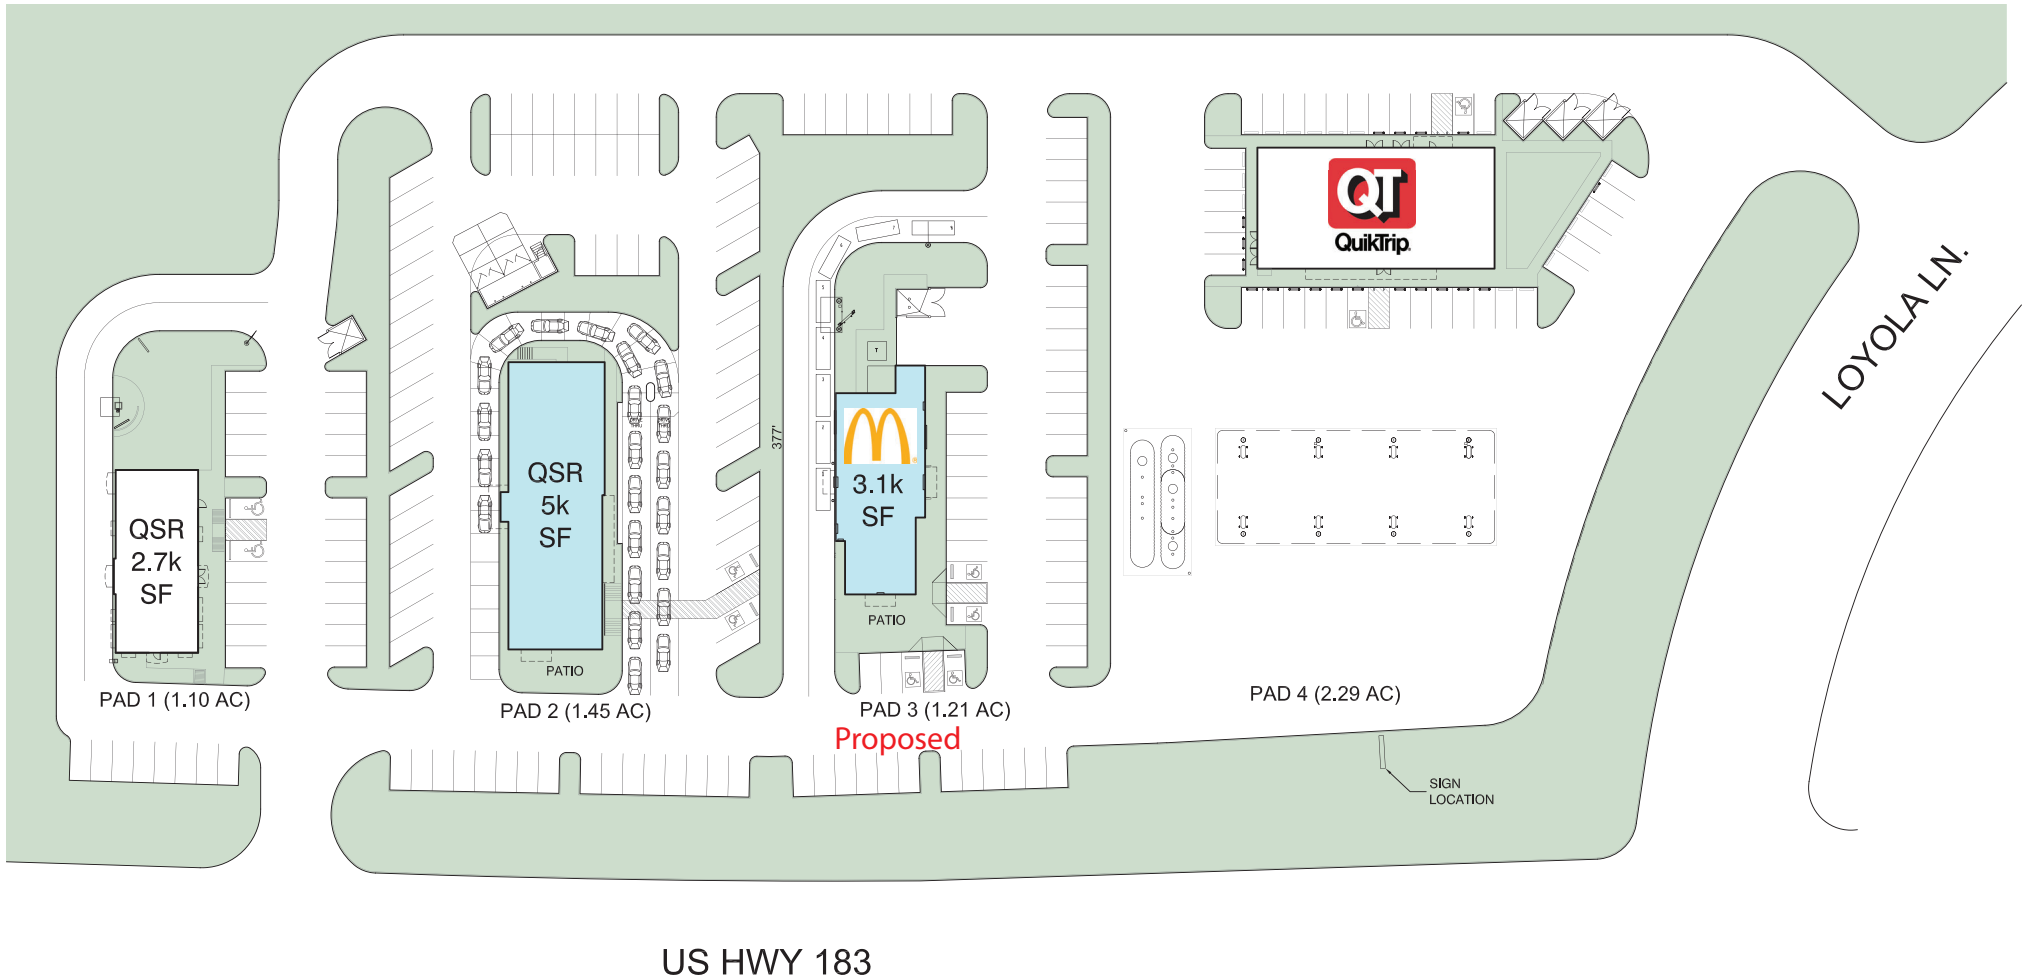 QT
QuikTrip
LOYOLA LN.
377'
QSR
2.7k
SF
QSR
5k
SF
3.1k
SF
T
PATIO
PATIO
PAD 1 (1.10 AC)
PAD 2 (1.45 AC)
PAD 3 (1.21 AC)
Proposed
PAD 4 (2.29 AC)
SIGN
LOCATION
US HWY 183